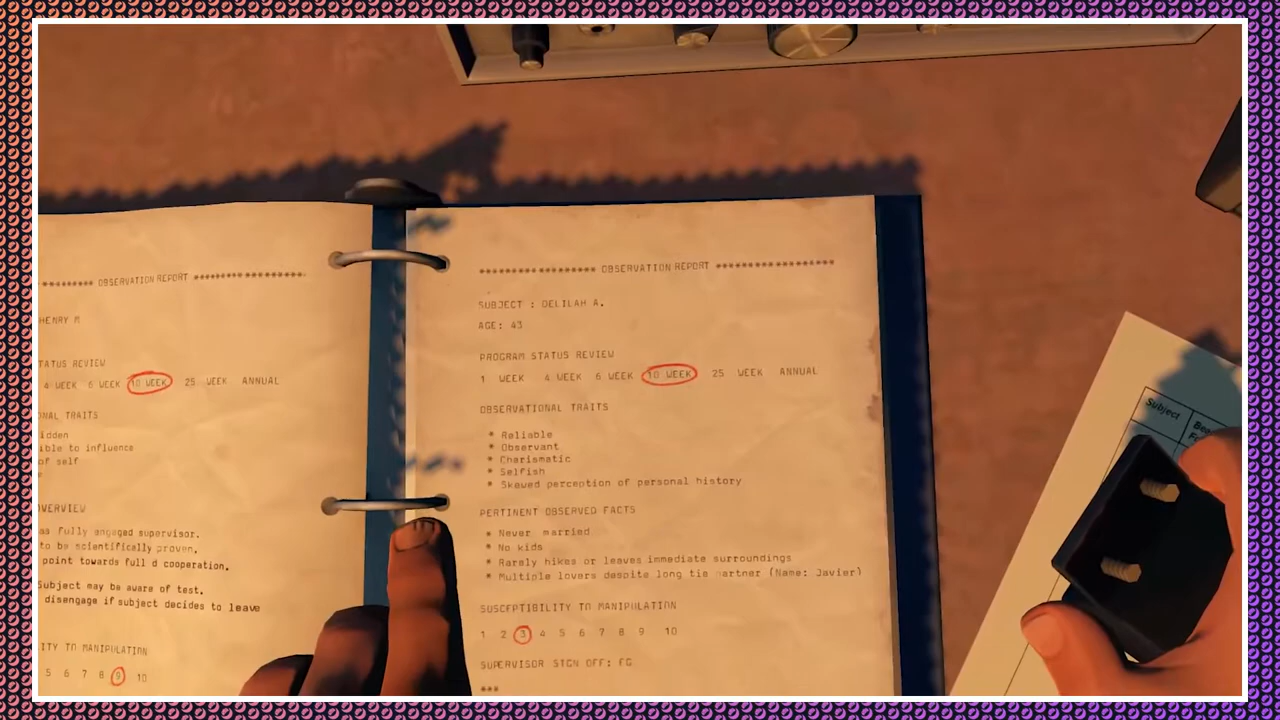 ********* OBSERVATION REPORT *******************
HENRY M
TATUS REVIEW
4 WEEK 6 WEEK 10 WEEK 25 WEEK ANNUAL
ONAL TRAITS
idden
ible to influence
of self
OVERVIEW
as fully engaged supervisor.
to be scientifically proven,
point towards full d cooperation.
Subject may be aware of test.
disengage if subject decides to leave
ITY TO MANIPULATION
5 6 7 8 9 10
******************** OBSERVATION REPORT ********************
SUBJECT : DELILAH A.
AGE: 43
PROGRAM STATUS REVIEW
1 WEEK 4 WEEK 6 WEEK 10 WEEK 25 WEEK ANNUAL
OBSERVATIONAL TRAITS
* Reliable
* Observant
* Charismatic
* Selfish
* Skewed perception of personal history
PERTINENT OBSERVED FACTS
* Never married
* No kids
* Rarely hikes or leaves immediate surroundings
* Multiple lovers despite long tie partner (Name: Javier)
SUSCEPTIBILITY TO MANIPULATION
1 2 3 4 5 6 7 8 9 10
SUPERVISOR SIGN OFF: FG
***
Subject